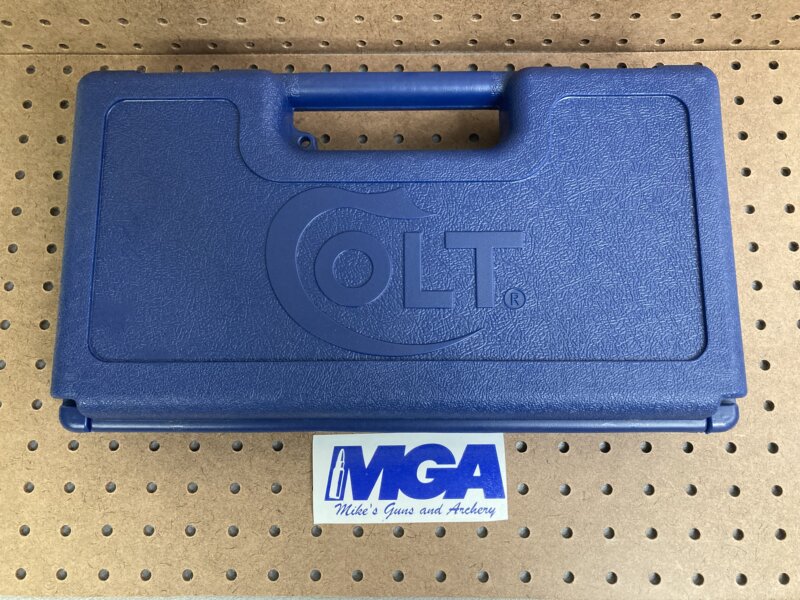 COLT®
MGA
Mike's Guns and Archery